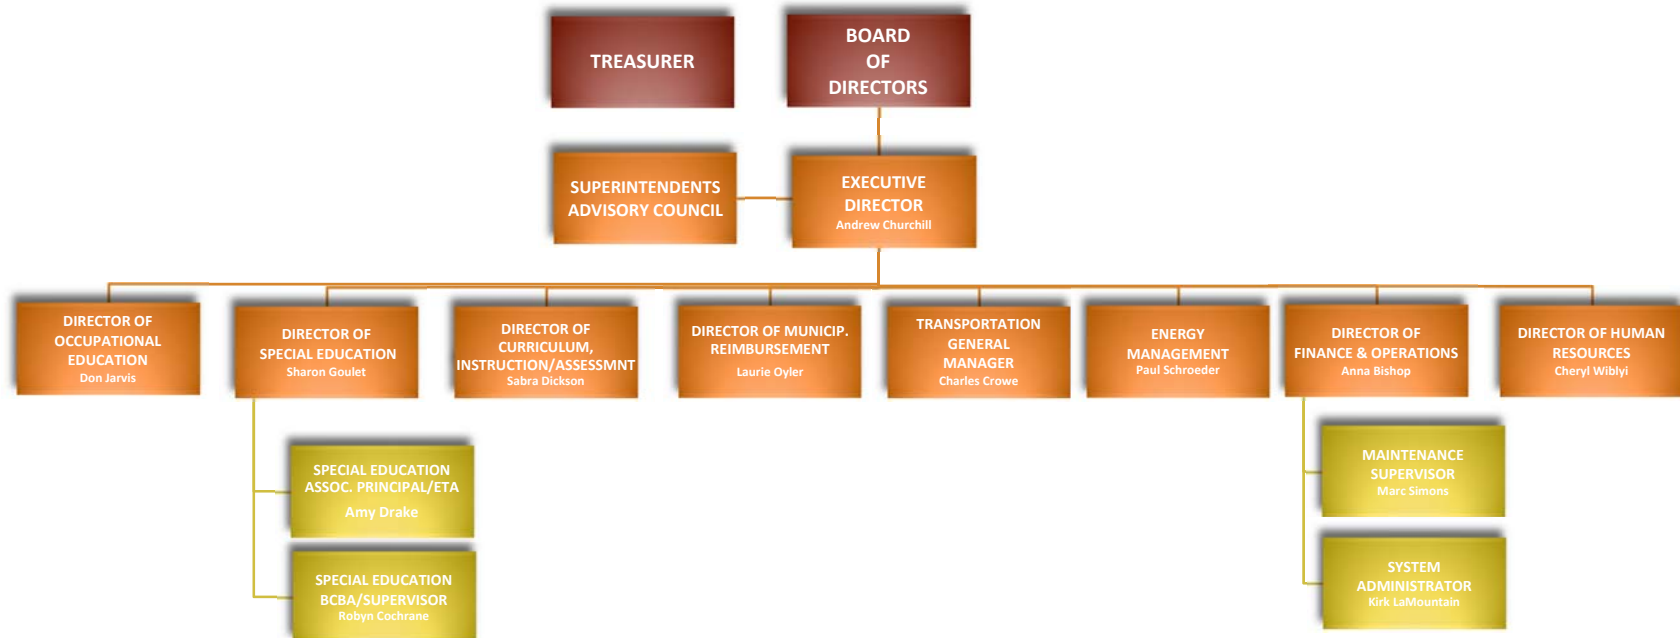 TREASURER
BOARD
OF
DIRECTORS
SUPERINTENDENTS
ADVISORY COUNCIL
EXECUTIVE
DIRECTOR
Andrew Churchill
DIRECTOR OF
OCCUPATIONAL
EDUCATION
Don Jarvis
DIRECTOR OF
SPECIAL EDUCATION
Sharon Goulet
DIRECTOR OF
CURRICULUM,
INSTRUCTION/ASSESSMNT
Sabra Dickson
DIRECTOR OF MUNICIP.
REIMBURSEMENT
Laurie Oyler
TRANSPORTATION
GENERAL
MANAGER
Charles Crowe
ENERGY
MANAGEMENT
Paul Schroeder
DIRECTOR OF
FINANCE & OPERATIONS
Anna Bishop
DIRECTOR OF HUMAN
RESOURCES
Cheryl Wiblyi
SPECIAL EDUCATION
ASSOC. PRINCIPAL/ETA
Amy Drake
SPECIAL EDUCATION
BCBA/SUPERVISOR
Robyn Cochrane
MAINTENANCE
SUPERVISOR
Marc Simons
SYSTEM
ADMINISTRATOR
Kirk LaMountain